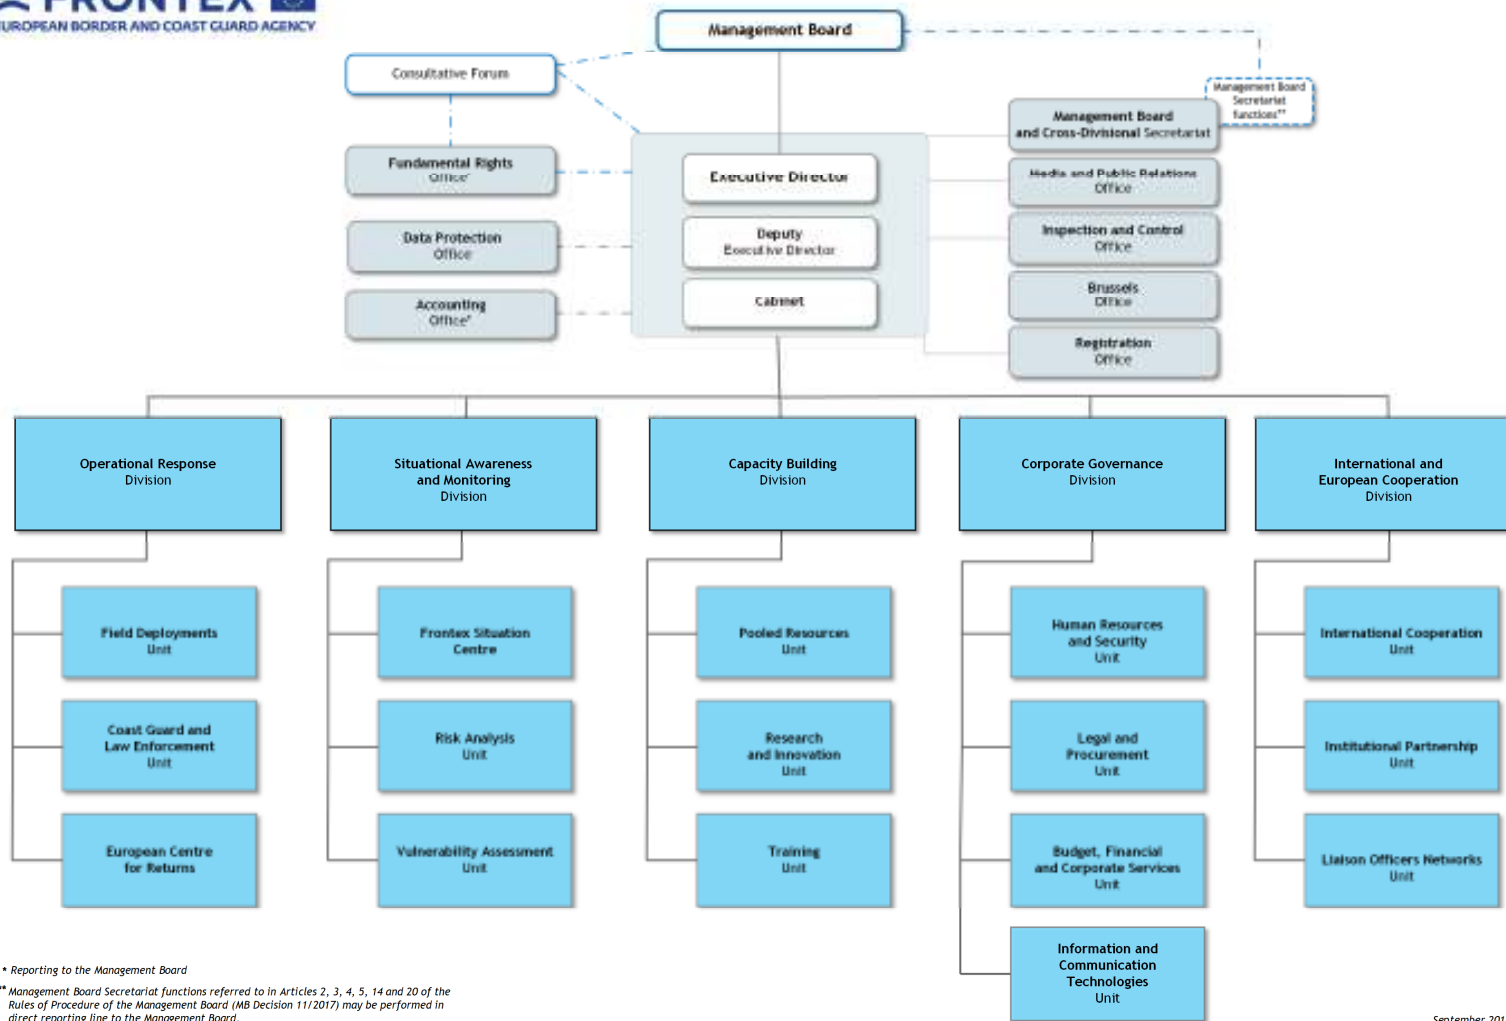 FRONTEX
EUROPEAN BORDER AND COAST GUARD AGENCY
Management Board
Consultative Forum
Management Board
Secretariat
functions**
Management Board
and Cross-Divisional Secretariat
Fundamental Rights
Office*
Executive Director
Media and Public Relations
Office
Data Protection
Office
Deputy
Executive Director
Inspection and Control
Office
Accounting
Office*
Cabinet
Brussels
Office
Registration
Office
Operational Response
Division
Situational Awareness
and Monitoring
Division
Capacity Building
Division
Corporate Governance
Division
International and
European Cooperation
Division
Field Deployments
Unit
Frontex Situation
Centre
Pooled Resources
Unit
Human Resources
and Security
Unit
International Cooperation
Unit
Coast Guard and
Law Enforcement
Unit
Risk Analysis
Unit
Research
and Innovation
Unit
Legal and
Procurement
Unit
Institutional Partnership
Unit
European Centre
for Returns
Vulnerability Assessment
Unit
Training
Unit
Budget, Financial
and Corporate Services
Unit
Liaison Officers Networks
Unit
Information and
Communication
Technologies
Unit
* Reporting to the Management Board
** Management Board Secretariat functions referred to in Articles 2, 3, 4, 5, 14 and 20 of the
Rules of Procedure of the Management Board (MB Decision 11/2017) may be performed in
direct reporting line to the Management Board.
September 201